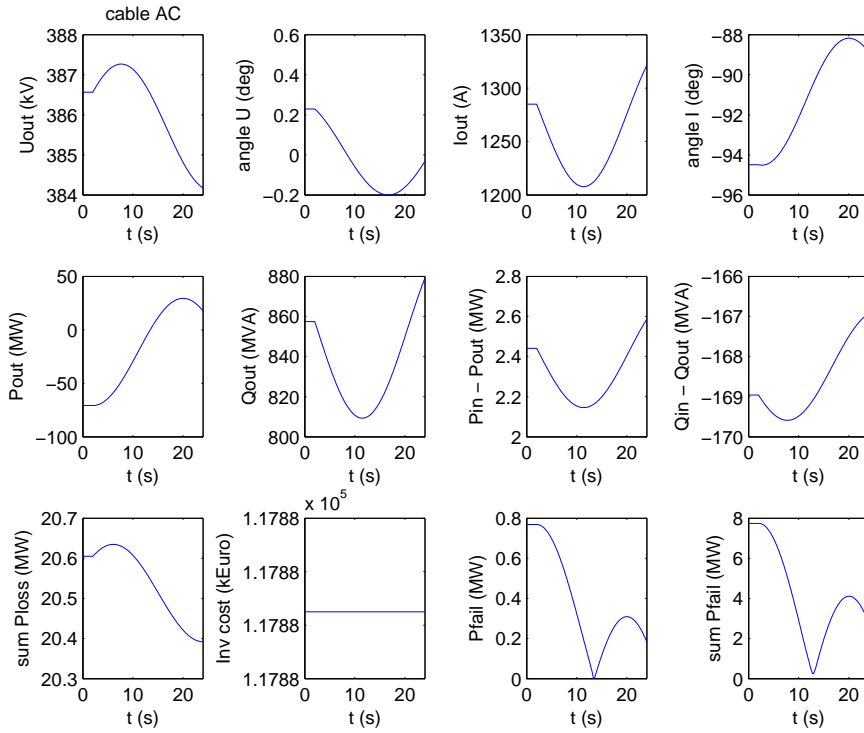 cable AC
388
387
386
385
384
0 10 20
Uout (kV)
t (s)
0.6
0.4
0.2
0
−0.2
0 10 20
angle U (deg)
t (s)
1350
1300
1250
1200
0 10 20
Iout (A)
t (s)
−88
−90
−92
−94
−96
0 10 20
angle I (deg)
t (s)
50
0
−50
−100
0 10 20
Pout (MW)
t (s)
880
860
840
820
800
0 10 20
Qout (MVA)
t (s)
2.8
2.6
2.4
2.2
2
0 10 20
Pin − Pout (MW)
t (s)
−166
−167
−168
−169
−170
0 10 20
Qin − Qout (MVA)
t (s)
20.7
20.6
20.5
20.4
20.3
0 10 20
sum Ploss (MW)
t (s)
x 10^5
1.1788
1.1788
1.1788
1.1788
0 10 20
Inv cost (kEuro)
t (s)
0.8
0.6
0.4
0.2
0
0 10 20
Pfail (MW)
t (s)
8
6
4
2
0
0 10 20
sum Pfail (MW)
t (s)